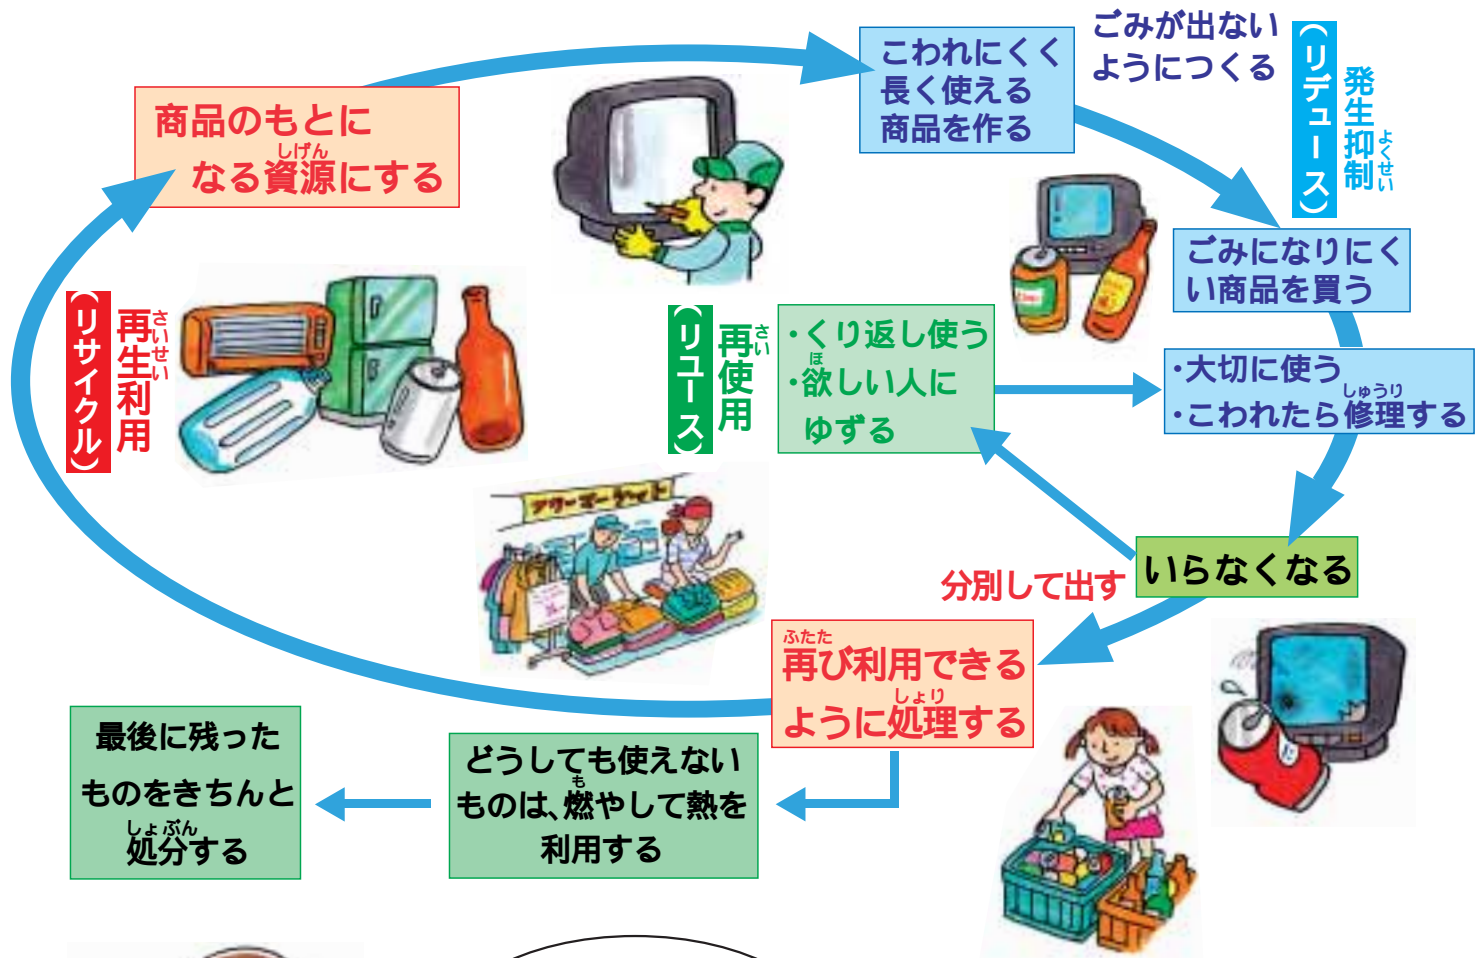 ごみが出ない
ようにつくる
(リデュース)
発生抑制
よくせい
こわれにくく
長く使える
商品を作る
商品のもとに
しげん
なる資源にする
ごみになりにく
い商品を買う
(リサイクル)
再生利用
さいせい
(リユース)
再使用
さい
・くり返し使う
ほ
・欲しい人に
ゆずる
・大切に使う
しゅうり
・こわれたら修理する
フリーマーケット
いらなくなる
分別して出す
ふたた
再び利用できる
しょり
ように処理する
どうしても使えない
も
ものは、燃やして熱を
利用する
最後に残った
ものをきちんと
しょぶん
処分する